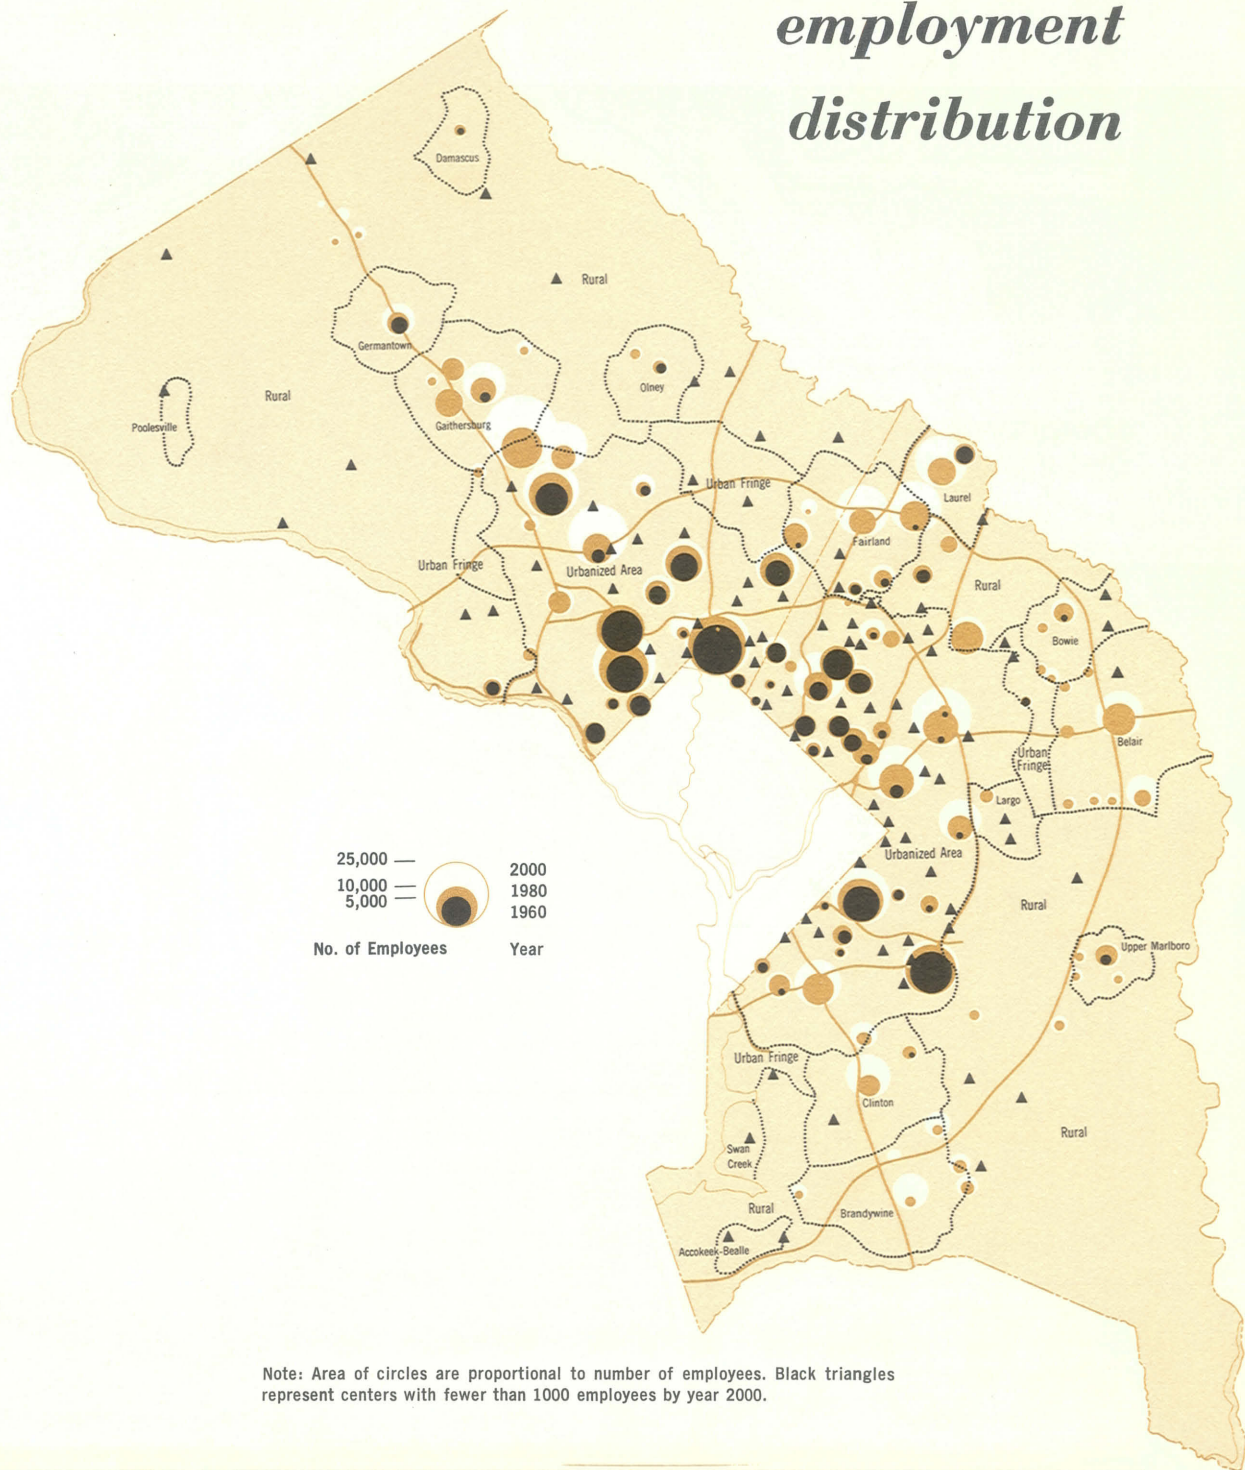 employment
distribution
Damascus
Rural
Germantown
Olney
Rural
Gaithersburg
Poolesville
Urban Fringe
Laurel
Fairland
Urban Fringe
Urbanized Area
Rural
Bowie
Belair
Urban
Fringe
Largo
Urbanized Area
25,000
10,000
5,000
2000
1980
1960
No. of Employees Year
Rural
Upper Marlboro
Urban Fringe
Clinton
Rural
Swan
Creek
Rural
Brandywine
Accokeek-Bealle
Note: Area of circles are proportional to number of employees. Black triangles
represent centers with fewer than 1000 employees by year 2000.